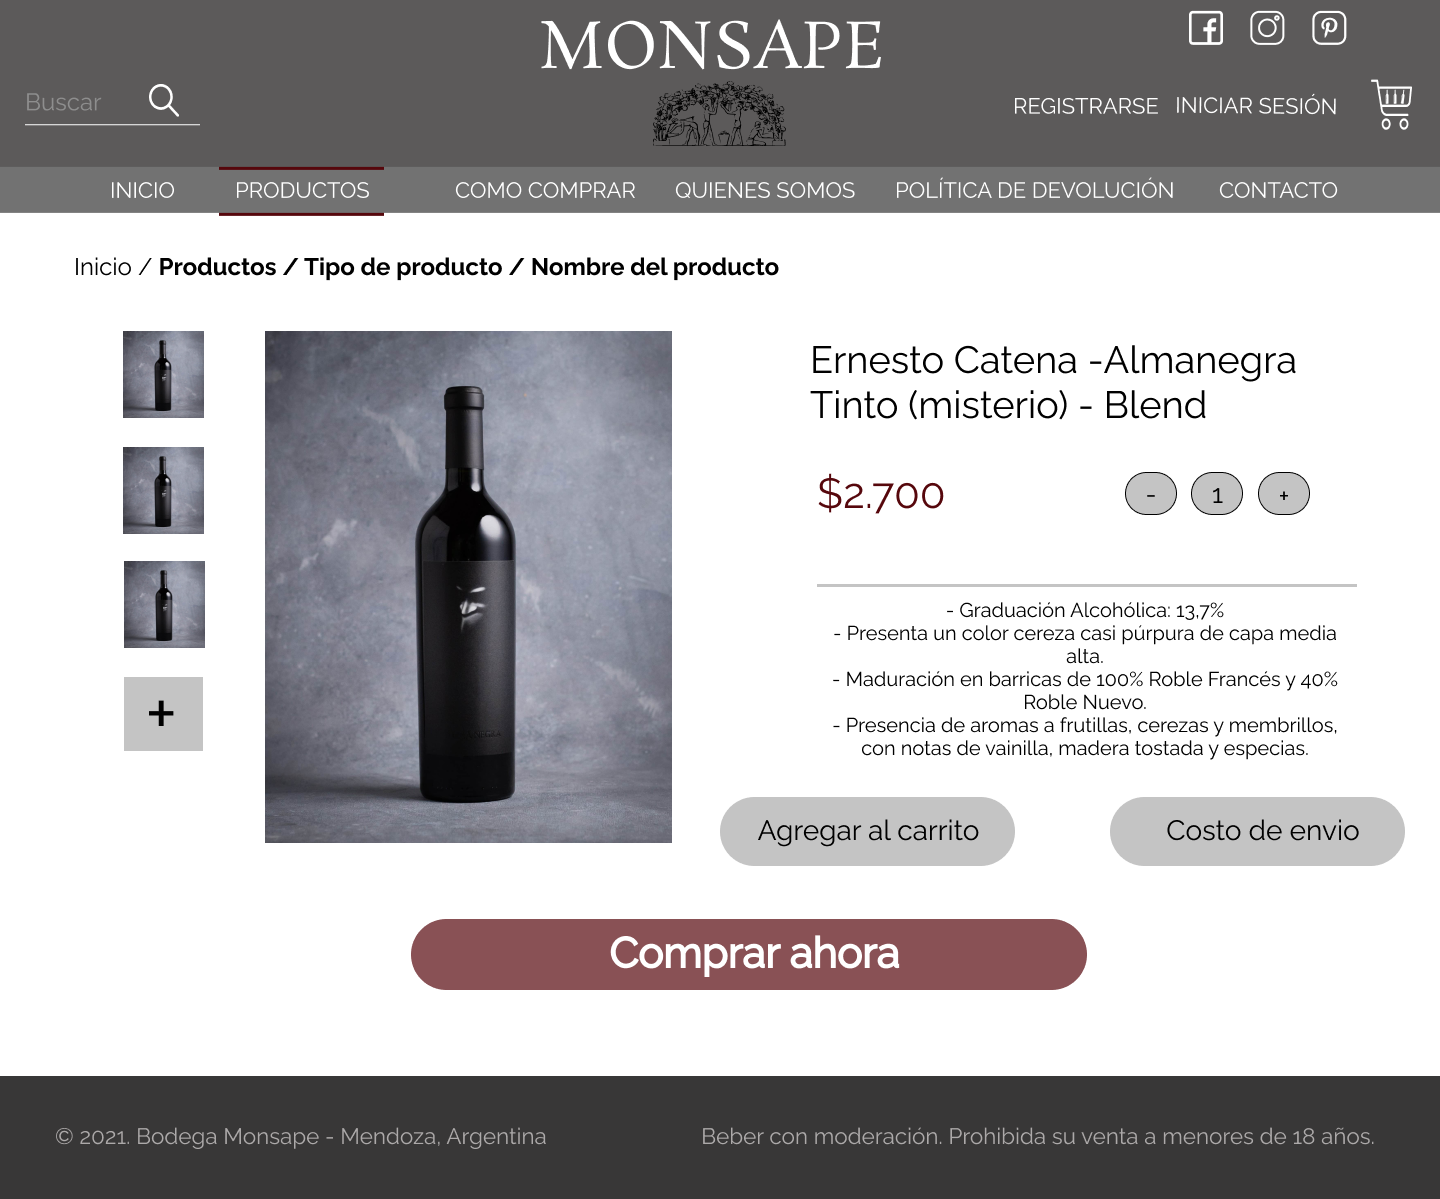 MONSAPE
Buscar
REGISTRARSE INICIAR SESIÓN
INICIO PRODUCTOS COMO COMPRAR QUIENES SOMOS POLÍTICA DE DEVOLUCIÓN CONTACTO
Inicio / Productos / Tipo de producto / Nombre del producto
Ernesto Catena -Almanegra
Tinto (misterio) - Blend
$2.700
- 1 +
- Graduación Alcohólica: 13,7%
- Presenta un color cereza casi púrpura de capa media
alta.
- Maduración en barricas de 100% Roble Francés y 40%
Roble Nuevo.
- Presencia de aromas a frutillas, cerezas y membrillos,
con notas de vainilla, madera tostada y especias.
+
Agregar al carrito
Costo de envio
Comprar ahora
© 2021. Bodega Monsape - Mendoza, Argentina
Beber con moderación. Prohibida su venta a menores de 18 años.